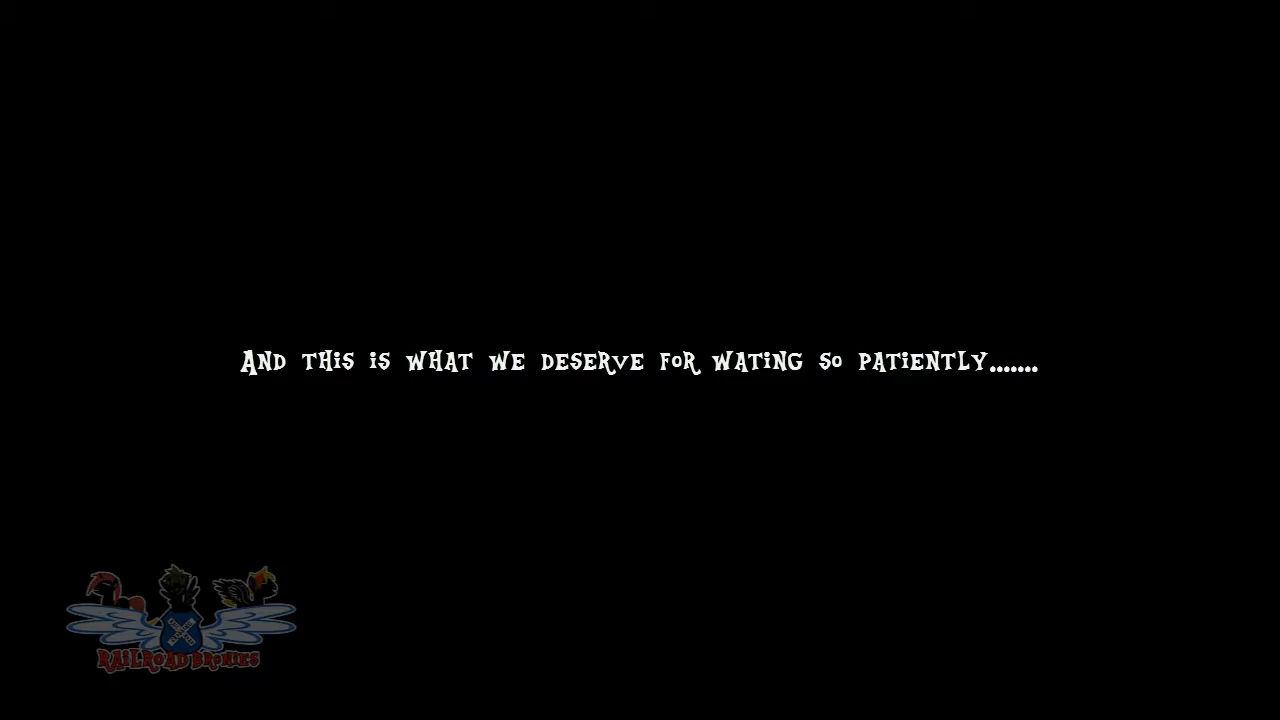 And this is what we deserve for wating so patiently.......
RAILROAD BRONIES